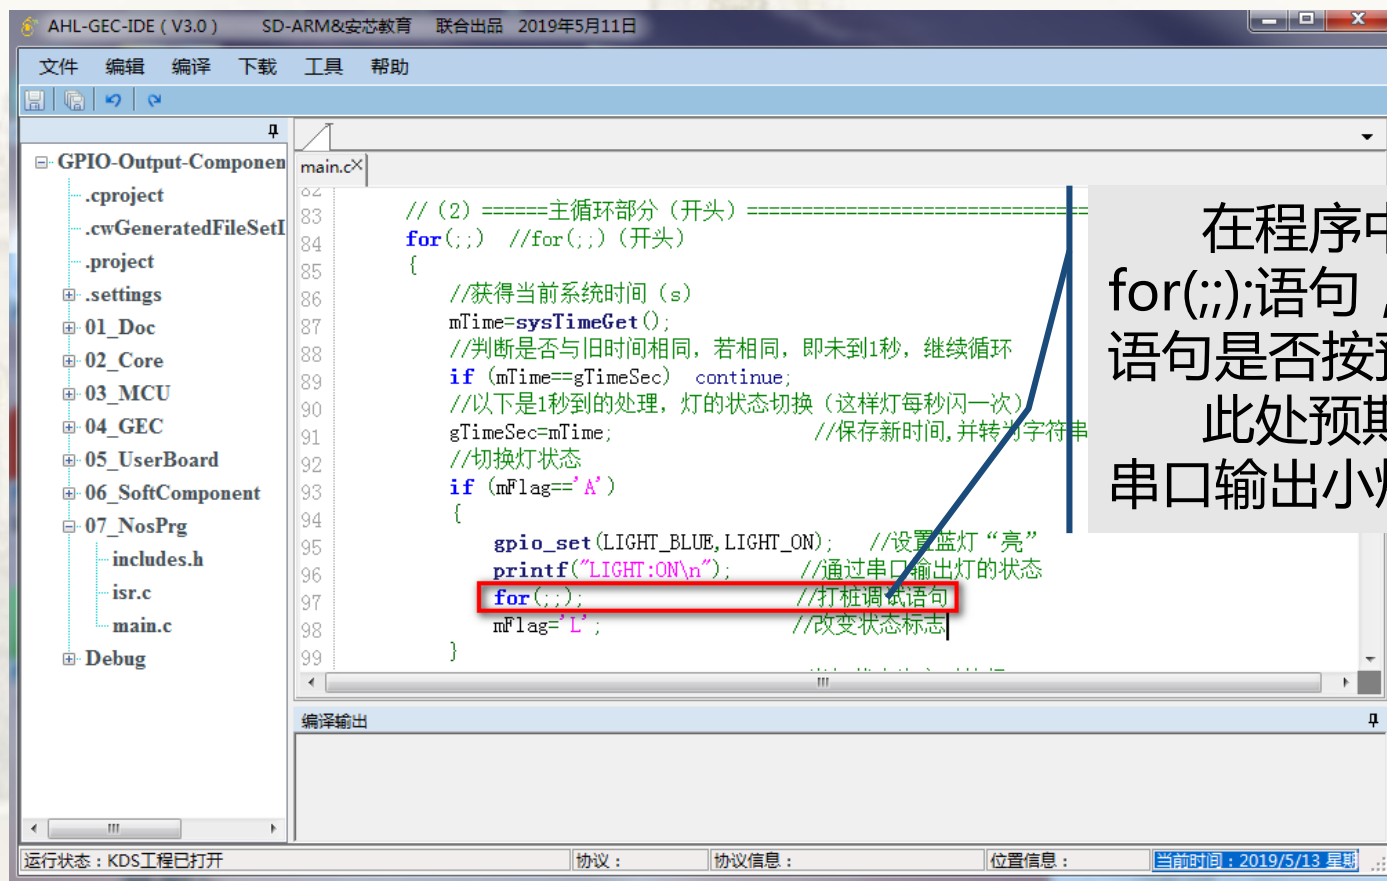 AHL-GEC-IDE（V3.0） SD-ARM&安芯教育 联合出品 2019年5月11日
文件 编辑 编译 下载 工具 帮助
GPIO-Output-Componen
.cproject
.cwGeneratedFileSetI
.project
.settings
01_Doc
02_Core
03_MCU
04_GEC
05_UserBoard
06_SoftComponent
07_NosPrg
includes.h
isr.c
main.c
Debug
main.c×
82
83 //（2）======主循环部分（开头）===============================
84 for(;;) //for(;;)（开头）
85 {
86 //获得当前系统时间（s）
87 mTime=sysTimeGet();
88 //判断是否与旧时间相同，若相同，即未到1秒，继续循环
89 if (mTime==gTimeSec) continue;
90 //以下是1秒到的处理，灯的状态切换（这样灯每秒闪一次）
91 gTimeSec=mTime; //保存新时间,并转为字符串
92 //切换灯状态
93 if (mFlag=='A')
94 {
95 gpio_set(LIGHT_BLUE,LIGHT_ON); //设置蓝灯“亮”
96 printf("LIGHT:ON\n"); //通过串口输出灯的状态
97 for(;;); //打桩调试语句
98 mFlag='L'; //改变状态标志
99 }
在程序中
for(;;);语句，
语句是否按预
此处预期
串口输出小灯
编译输出
运行状态：KDS工程已打开 协议： 协议信息： 位置信息： 当前时间：2019/5/13 星期